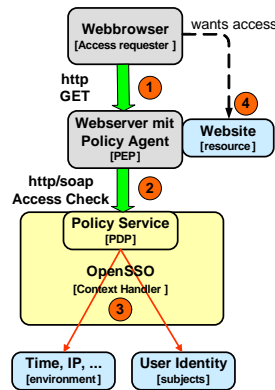 Webbrowser
[Access requester ]
wants access
http
GET
1
4
Webserver mit
Policy Agent
[PEP]
Website
[resource]
http/soap
Access Check
2
Policy Service
[PDP]
OpenSSO
[Context Handler ]
3
Time, IP, ...
[environment]
User Identity
[subjects]